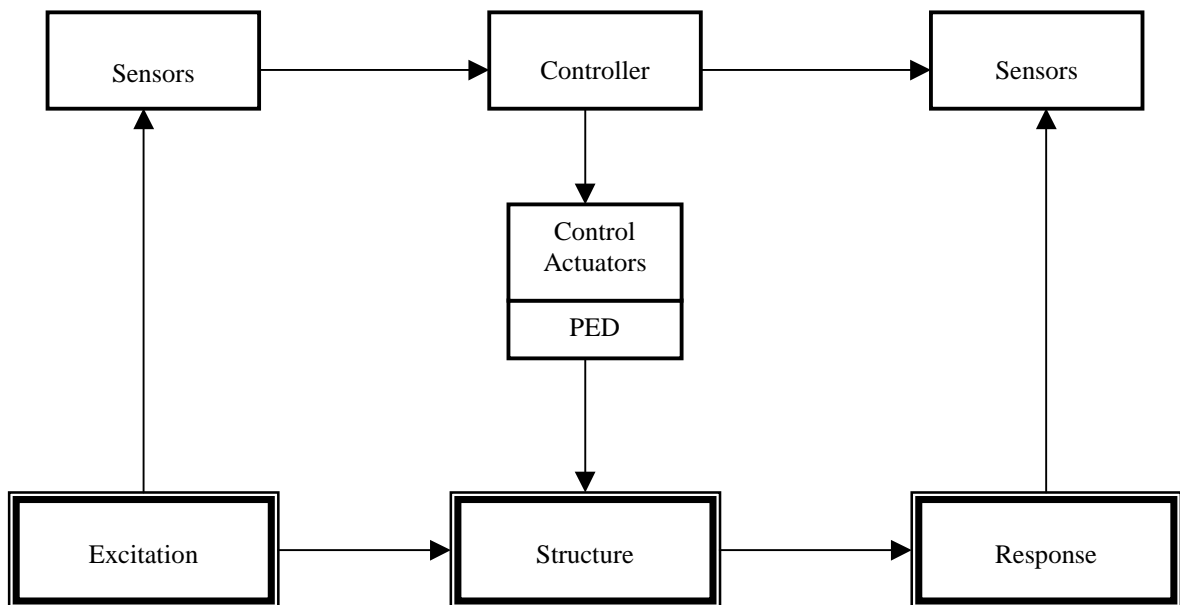 Sensors
Controller
Sensors
Control
Actuators
PED
Excitation
Structure
Response